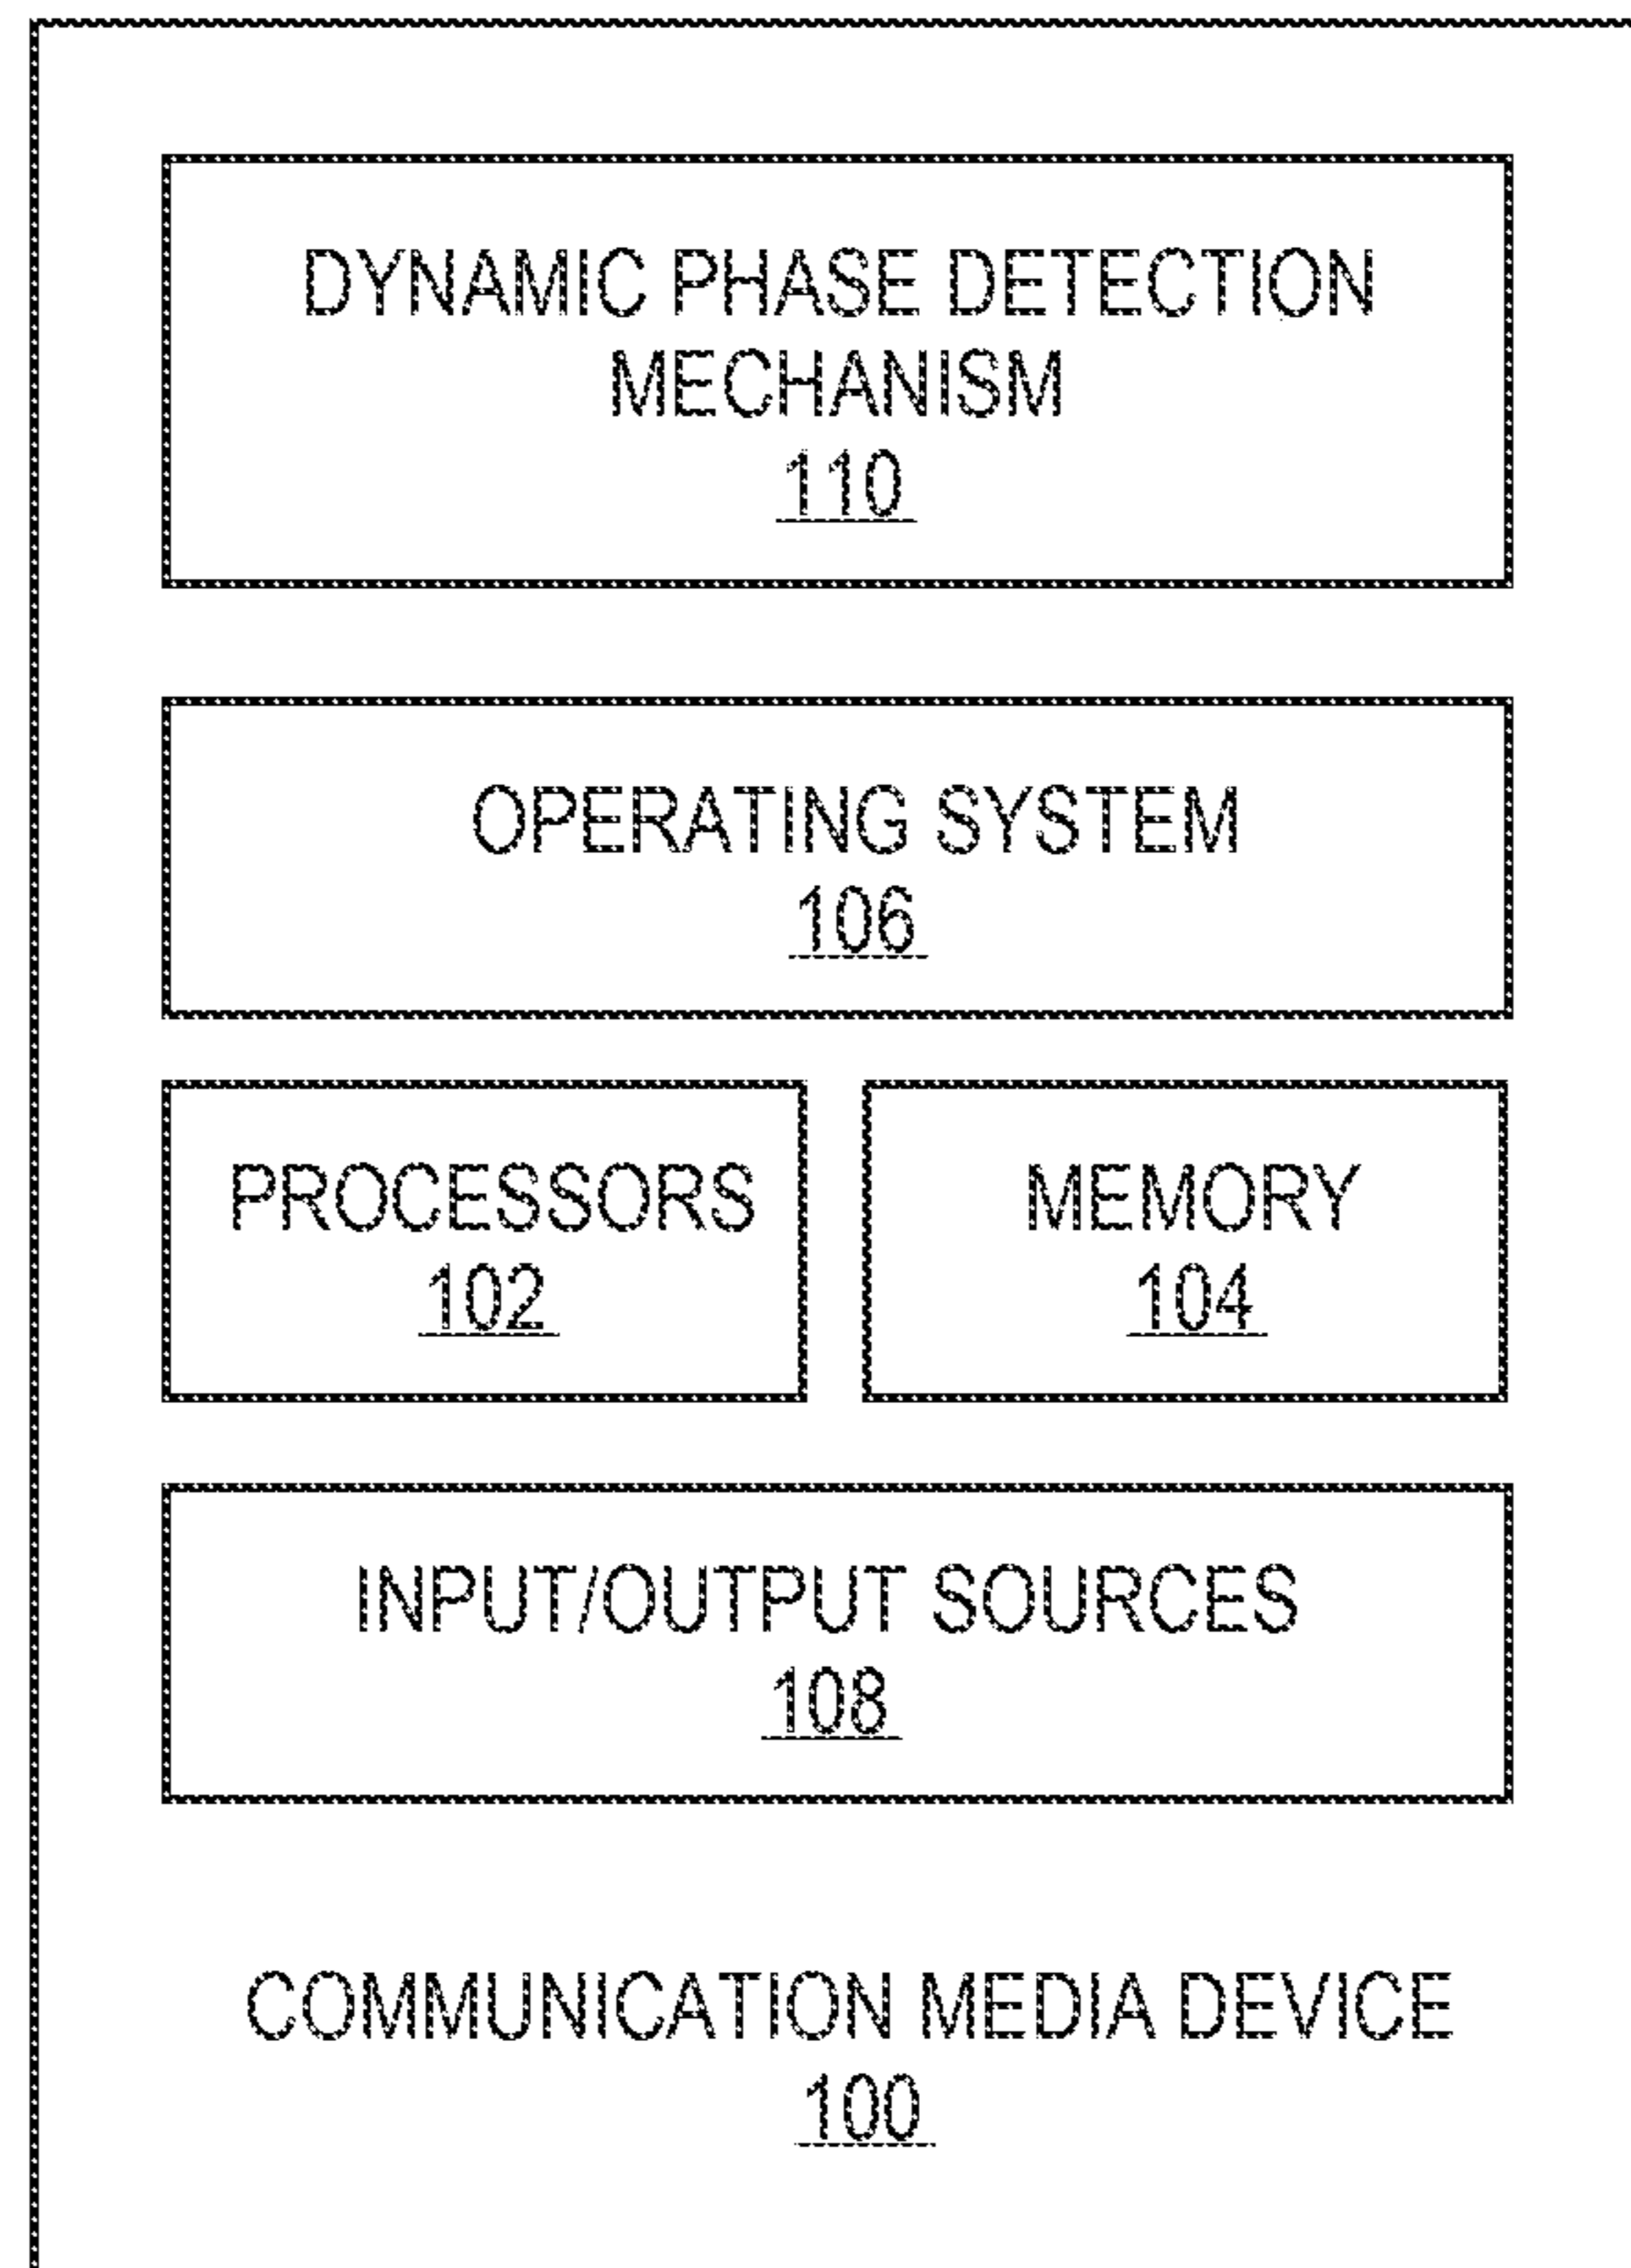 DYNAMIC PHASE DETECTION
MECHANISM
110
OPERATING SYSTEM
106
PROCESSORS
102
MEMORY
104
INPUT/OUTPUT SOURCES
108
COMMUNICATION MEDIA DEVICE
100